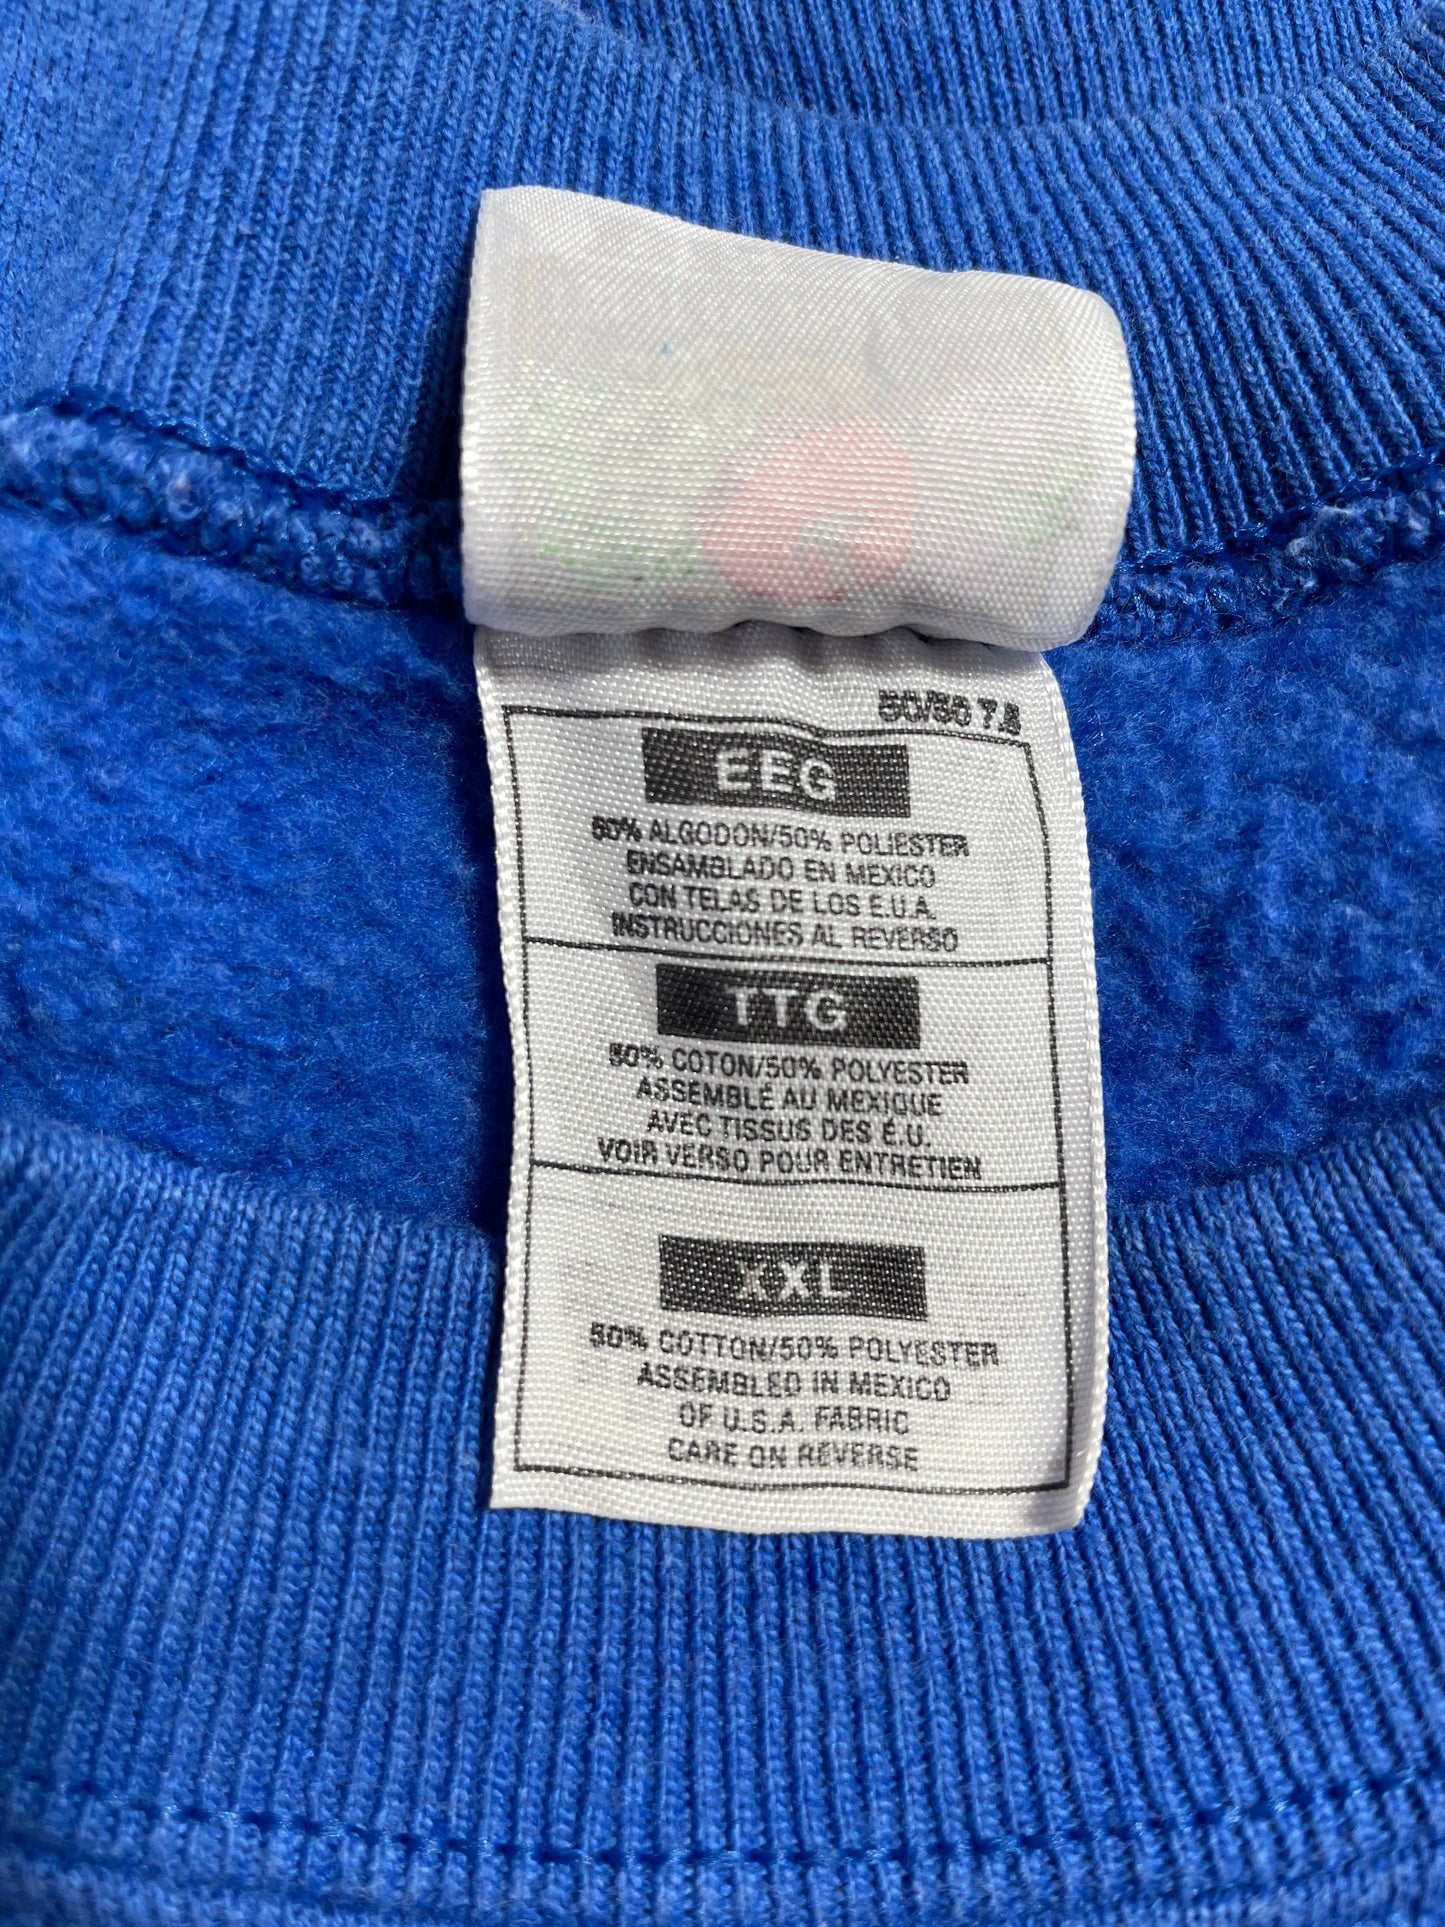 50/50 7.5
EEG
50% ALGODON/50% POLIESTER
ENSAMBLADO EN MEXICO
CON TELAS DE LOS E.U.A.
INSTRUCCIONES AL REVERSO
TTG
50% COTON/50% POLYESTER
ASSEMBLÉ AU MEXIQUE
AVEC TISSUS DES É.U.
VOIR VERSO POUR ENTRETIEN
XXL
50% COTTON/50% POLYESTER
ASSEMBLED IN MEXICO
OF U.S.A. FABRIC
CARE ON REVERSE